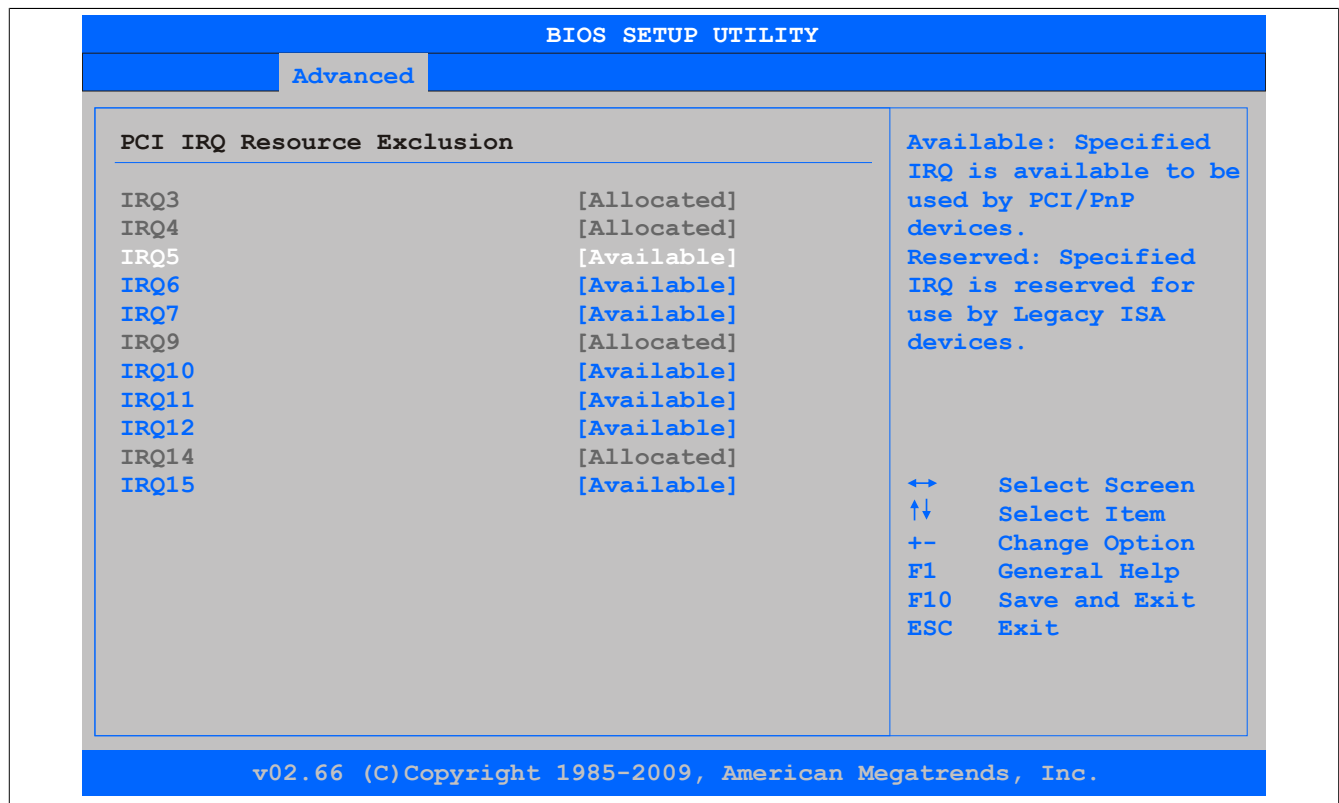 BIOS SETUP UTILITY
Advanced
PCI IRQ Resource Exclusion
IRQ3 [Allocated]
IRQ4 [Allocated]
IRQ5 [Available]
IRQ6 [Available]
IRQ7 [Available]
IRQ9 [Allocated]
IRQ10 [Available]
IRQ11 [Available]
IRQ12 [Available]
IRQ14 [Allocated]
IRQ15 [Available]
Available: Specified
IRQ is available to be
used by PCI/PnP
devices.
Reserved: Specified
IRQ is reserved for
use by Legacy ISA
devices.
↔ Select Screen
↑↓ Select Item
+- Change Option
F1 General Help
F10 Save and Exit
ESC Exit
v02.66 (C)Copyright 1985-2009, American Megatrends, Inc.